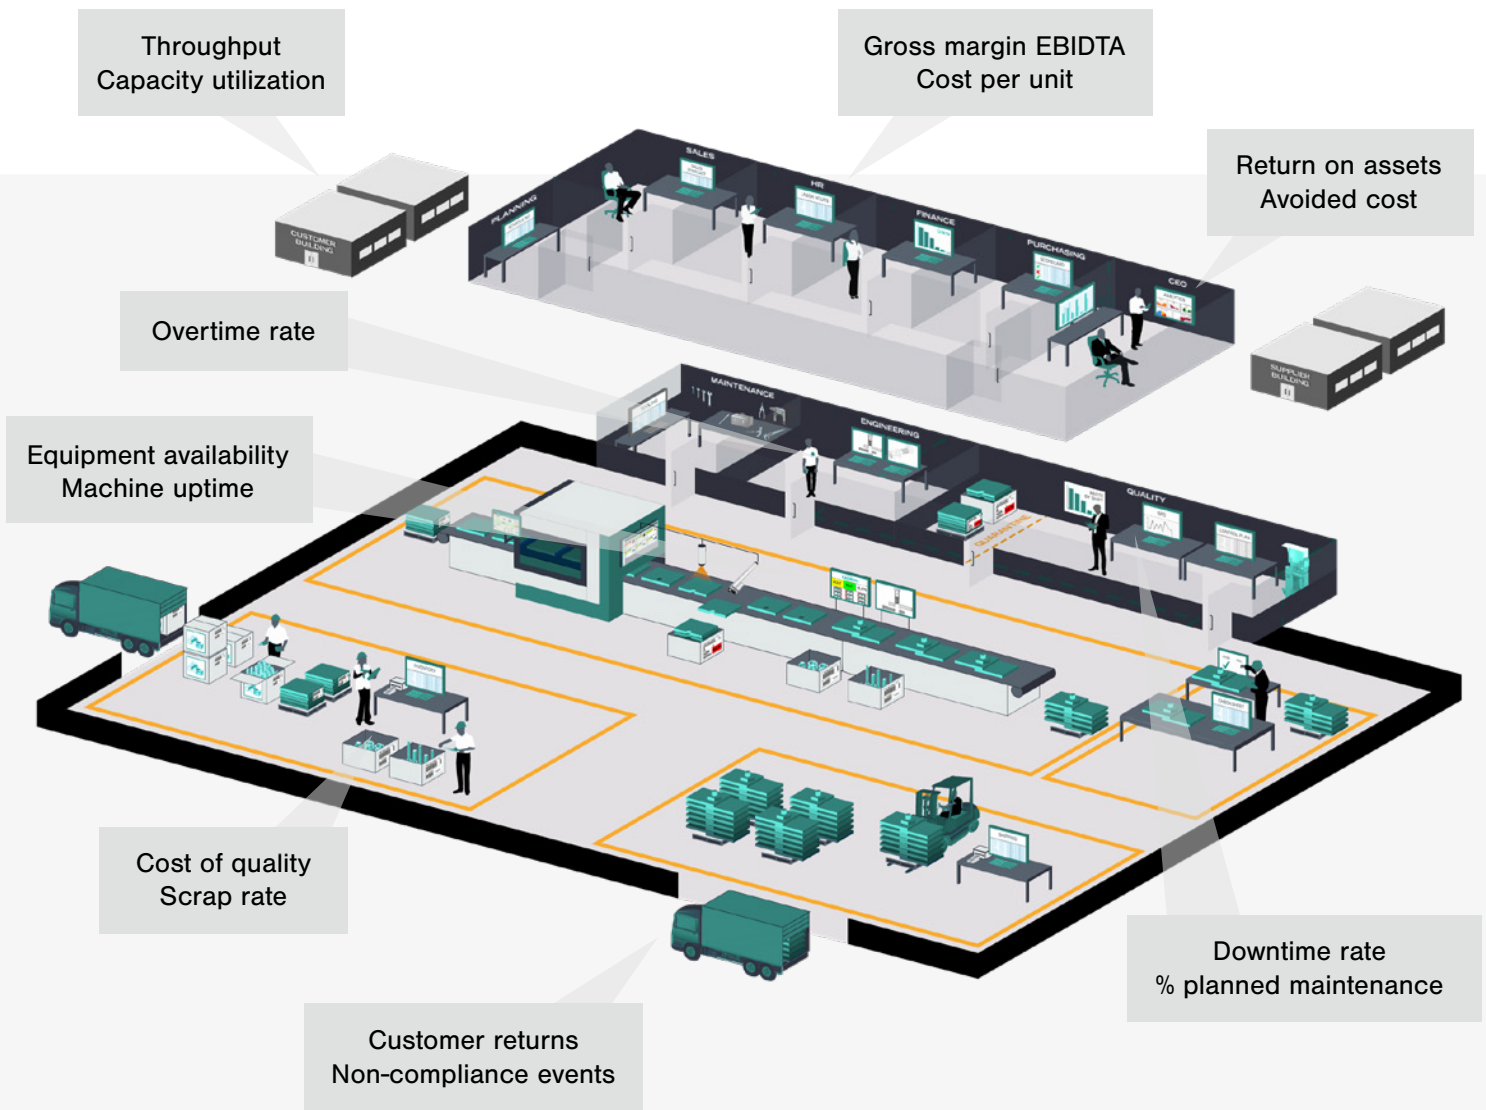 Throughput
Capacity utilization
Gross margin EBIDTA
Cost per unit
Return on assets
Avoided cost
SALES
HR
PLANNING
FINANCE
PURCHASING
CEO
CUSTOMER
BUILDING
SUPPLIER
BUILDING
Overtime rate
MAINTENANCE
ENGINEERING
QUALITY
QUARANTINE
Equipment availability
Machine uptime
Cost of quality
Scrap rate
Downtime rate
% planned maintenance
Customer returns
Non-compliance events